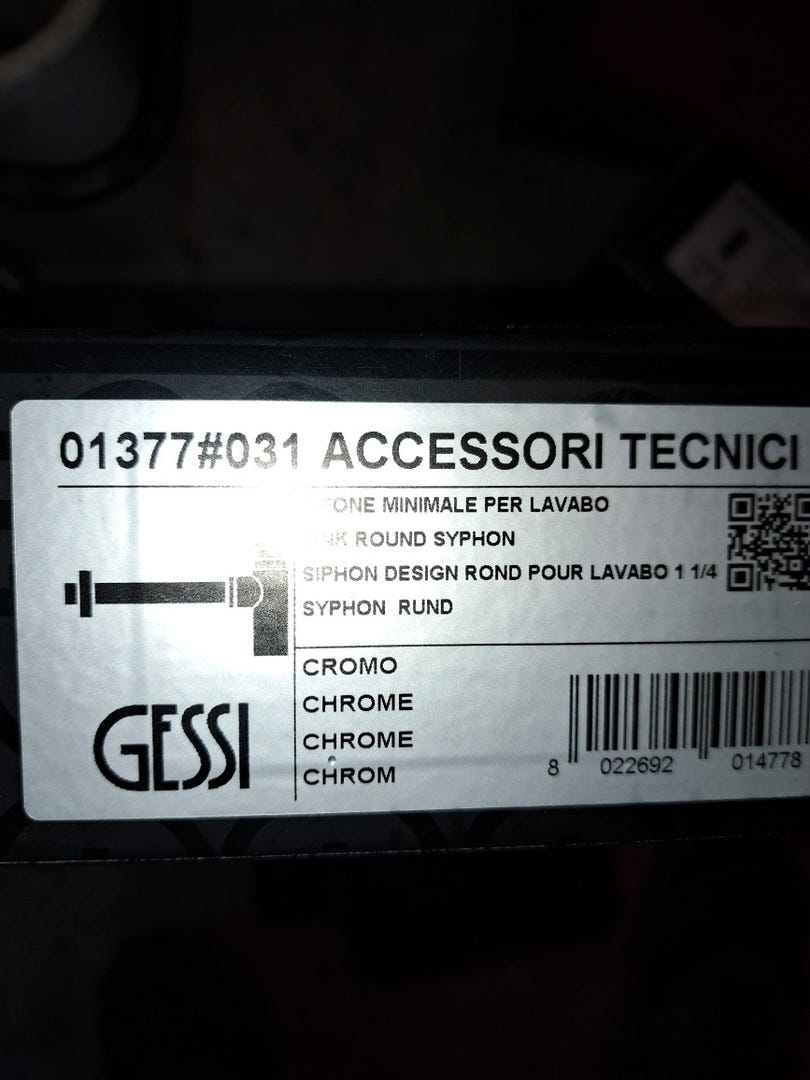 01377#031 ACCESSORI TECNICI
MINIMALE PER LAVABO
ROUND SYPHON
SIPHON DESIGN ROND POUR LAVABO 1 1/4
SYPHON RUND
CROMO
CHROME
CHROME
CHROM
GESSI
8 022692 014778